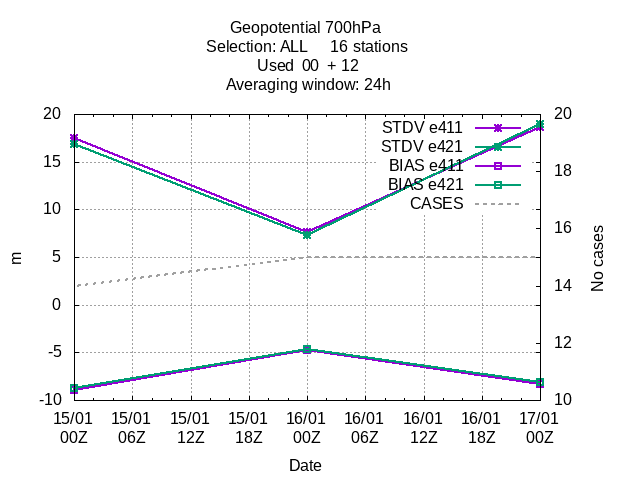 Geopotential 700hPa
Selection: ALL     16 stations
Used  00  + 12
Averaging window: 24h
20 20
STDV e411
STDV e421
BIAS e411
BIAS e421
CASES
15 18
10
16
5
m
No cases
14
0
12
-5
-10 10
15/01 15/01 15/01 15/01 16/01 16/01 16/01 16/01 17/01
00Z 06Z 12Z 18Z 00Z 06Z 12Z 18Z 00Z
Date